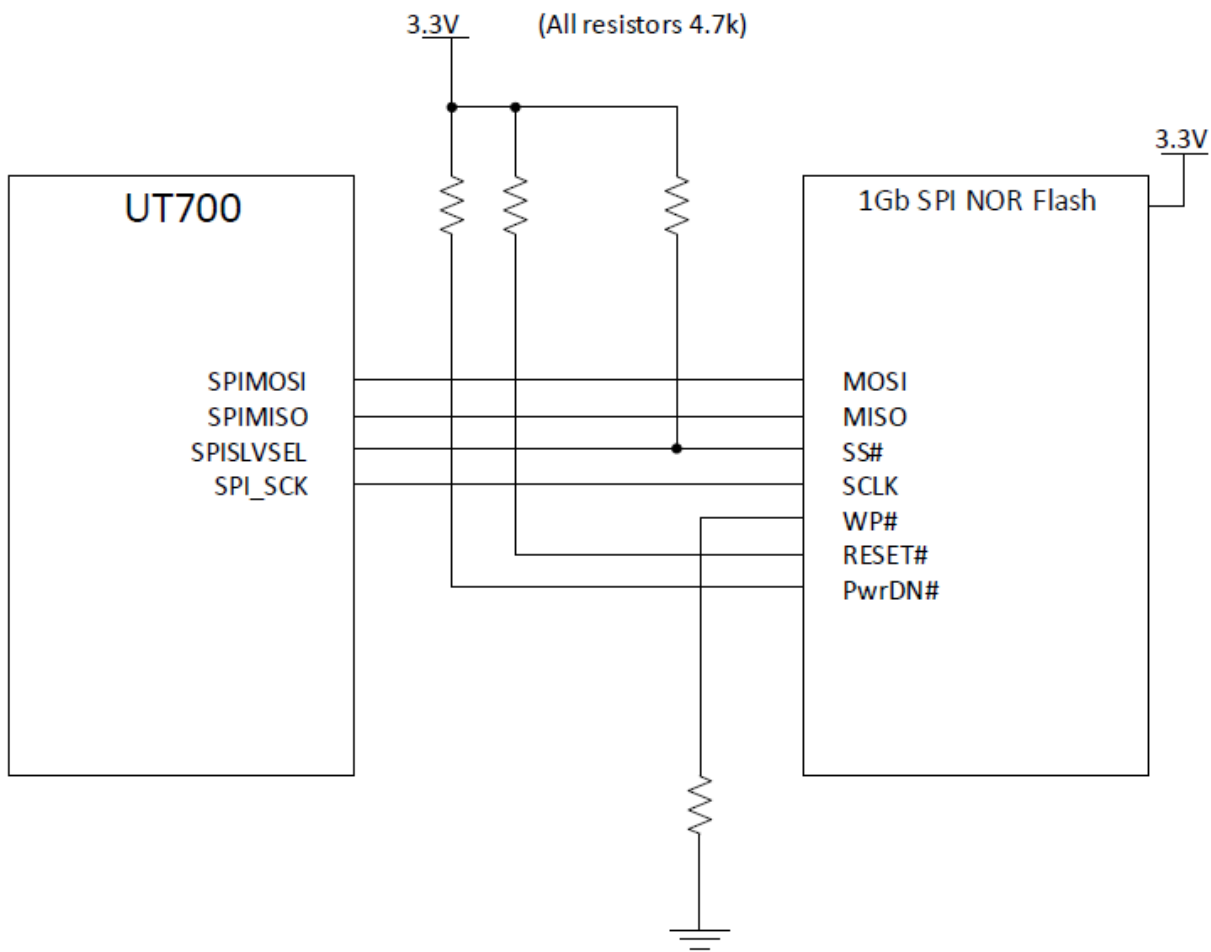 3.3V
(All resistors 4.7k)
3.3V
UT700
1Gb SPI NOR Flash
SPIMOSI
SPIMISO
SPISLVSEL
SPI_SCK
MOSI
MISO
SS#
SCLK
WP#
RESET#
PwrDN#